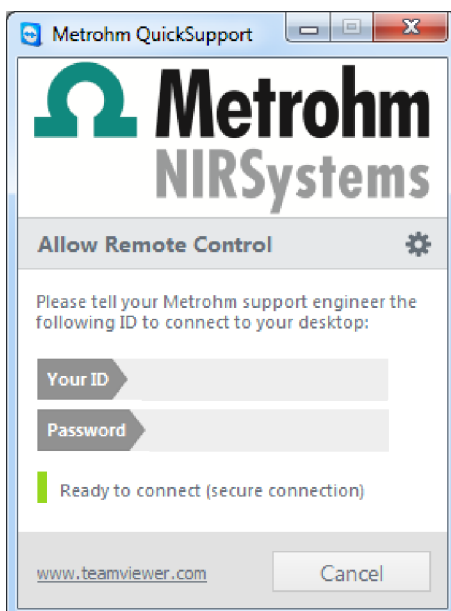 Metrohm QuickSupport
Metrohm
NIRSystems
Allow Remote Control
Please tell your Metrohm support engineer the
following ID to connect to your desktop:
Your ID
Password
Ready to connect (secure connection)
www.teamviewer.com
Cancel